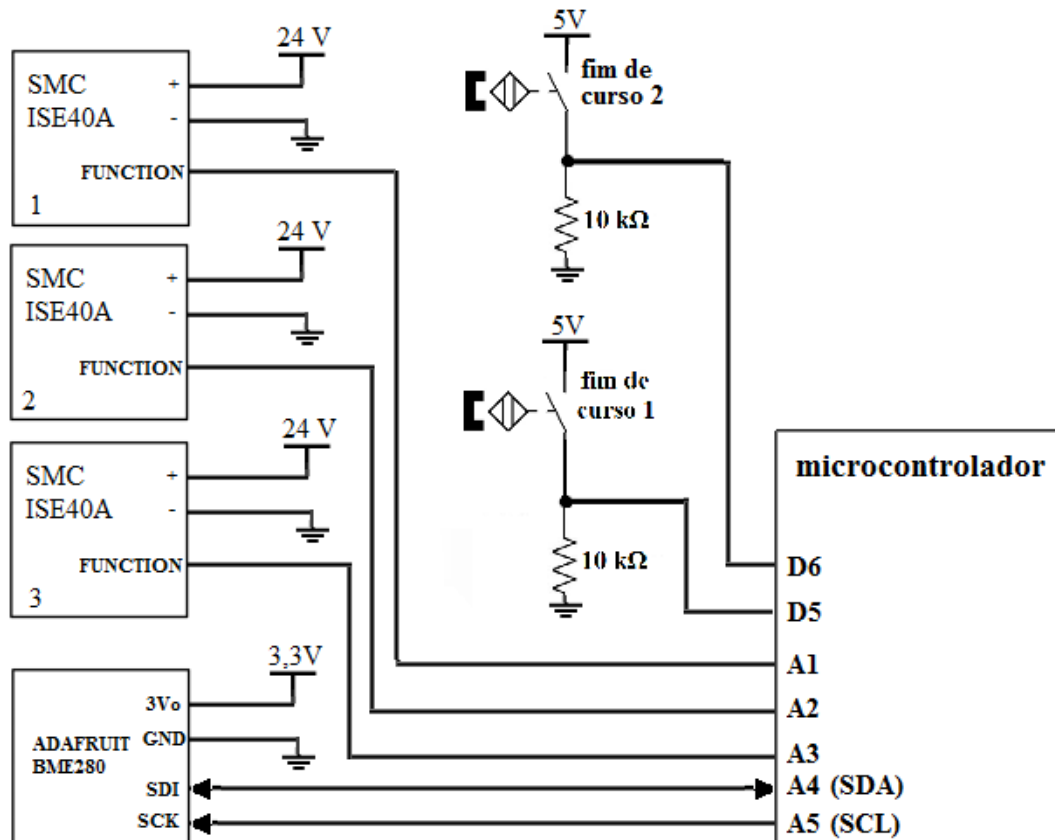 24 V
SMC +
ISE40A -
FUNCTION
1
24 V
SMC +
ISE40A -
FUNCTION
2
24 V
SMC +
ISE40A -
FUNCTION
3
3,3V
3Vo
ADAFRUIT
BME280
GND
SDI
SCK
5V
fim de
curso 2
10 kΩ
5V
fim de
curso 1
10 kΩ
microcontrolador
D6
D5
A1
A2
A3
A4 (SDA)
A5 (SCL)